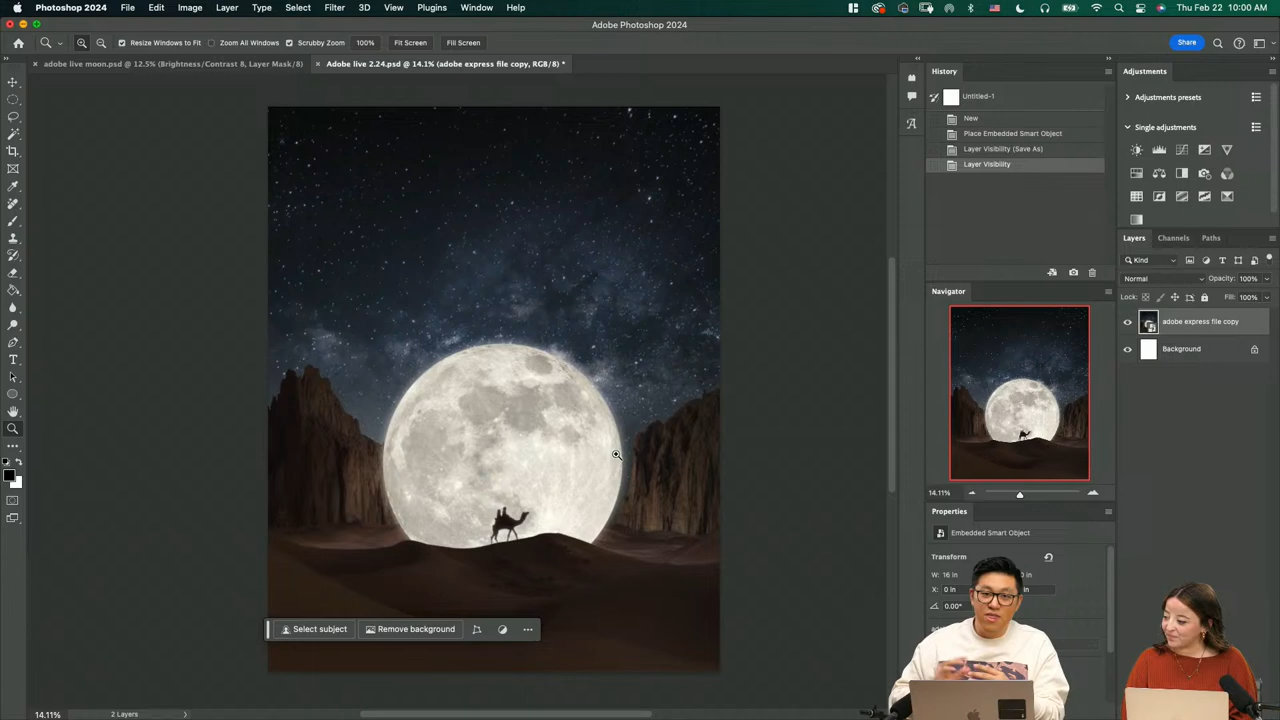 Photoshop 2024 File Edit Image Layer Type Select Filter 3D View Plugins Window Help Thu Feb 22 10:00 AM
Adobe Photoshop 2024
Resize Windows to Fit Zoom All Windows Scrubby Zoom 100% Fit Screen Fill Screen Share
adobe live moon.psd @ 12.5% (Brightness/Contrast 8, Layer Mask/8) Adobe live 2.24.psd @ 14.1% (adobe express file copy, RGB/8) *
History
Untitled-1
New
Place Embedded Smart Object
Layer Visibility (Save As)
Layer Visibility
Navigator
14.11%
Properties
Embedded Smart Object
Transform
W: 16 in
X: 0 in
in
0.00°
Adjustments
Adjustments presets
Single adjustments
Layers Channels Paths
Kind
Normal Opacity: 100%
Lock: Fill: 100%
adobe express file copy
Background
Select subject Remove background
14.11% 2 Layers